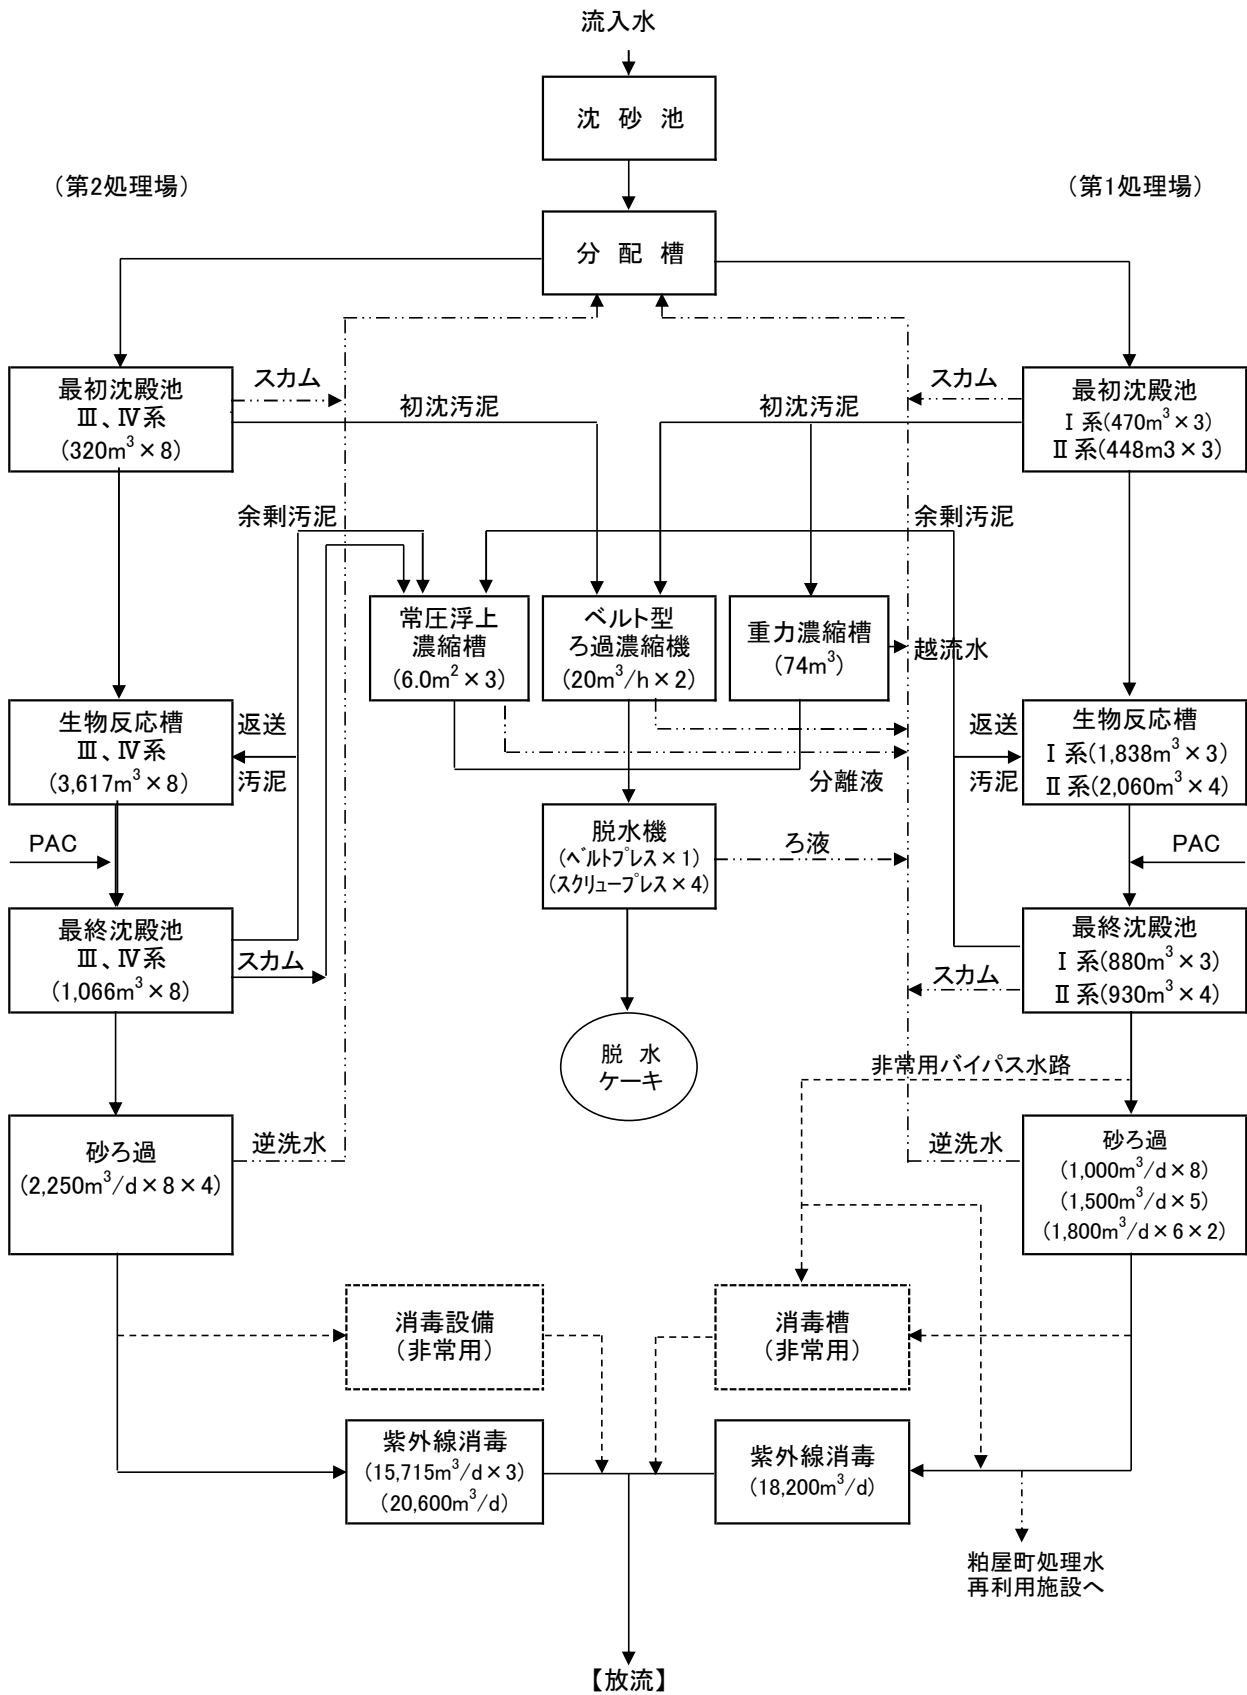 流入水
沈 砂 池
（第2処理場）
（第1処理場）
分 配 槽
最初沈殿池
Ⅲ、Ⅳ系
(320m³×8)
スカム
初沈汚泥
初沈汚泥
スカム
最初沈殿池
Ⅰ系(470m³×3)
Ⅱ系(448m3×3)
余剰汚泥
余剰汚泥
常圧浮上
濃縮槽
(6.0m²×3)
ベルト型
ろ過濃縮機
(20m³/h×2)
重力濃縮槽
(74m³)
越流水
生物反応槽
Ⅲ、Ⅳ系
(3,617m³×8)
返送
汚泥
分離液
返送
汚泥
生物反応槽
Ⅰ系(1,838m³×3)
Ⅱ系(2,060m³×4)
PAC
脱水機
(ベルトプレス×1)
(スクリュープレス×4)
ろ液
PAC
最終沈殿池
Ⅲ、Ⅳ系
(1,066m³×8)
スカム
スカム
最終沈殿池
Ⅰ系(880m³×3)
Ⅱ系(930m³×4)
脱 水
ケーキ
非常用バイパス水路
砂ろ過
(2,250m³/d×8×4)
逆洗水
逆洗水
砂ろ過
(1,000m³/d×8)
(1,500m³/d×5)
(1,800m³/d×6×2)
消毒設備
(非常用)
消毒槽
(非常用)
紫外線消毒
(15,715m³/d×3)
(20,600m³/d)
紫外線消毒
(18,200m³/d)
粕屋町処理水
再利用施設へ
【放流】